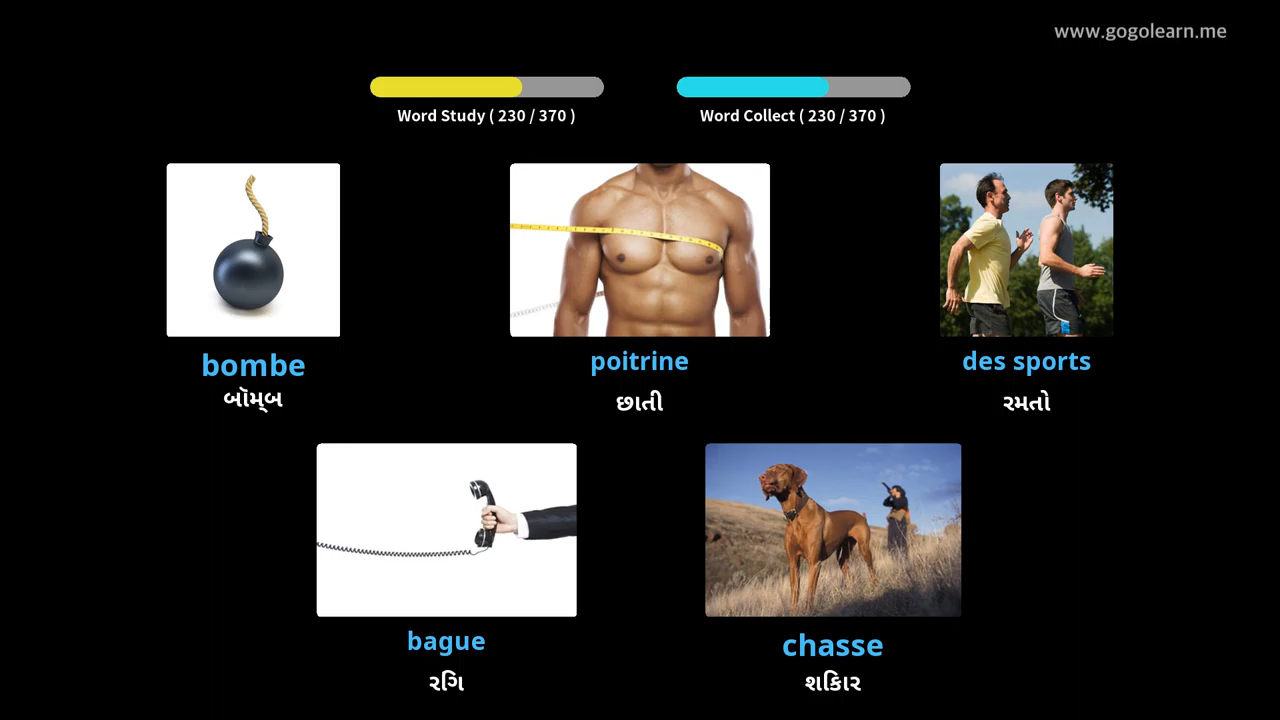 www.gogolearn.me
Word Study ( 230 / 370 )
Word Collect ( 230 / 370 )
bombe
બૉમ્બ
poitrine
છાતી
des sports
રમતો
bague
રિંગ
chasse
શિકાર